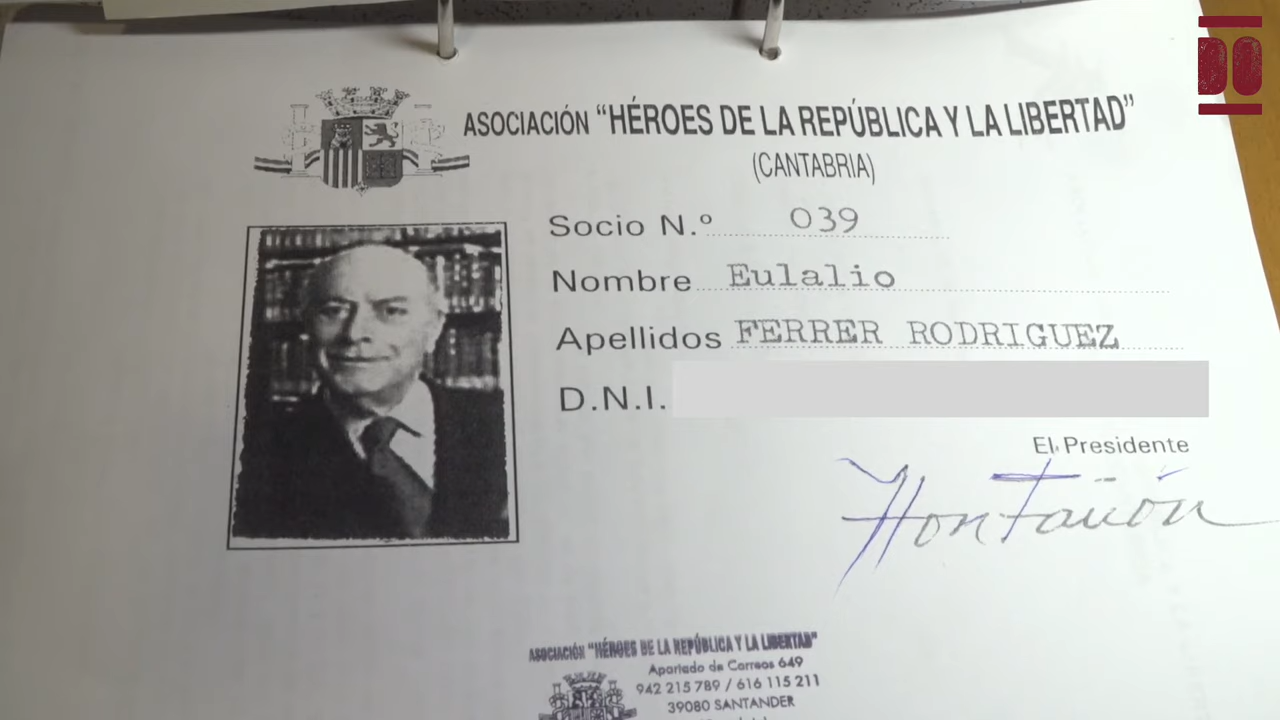 DO
ASOCIACIÓN “HÉROES DE LA REPÚBLICA Y LA LIBERTAD”
(CANTABRIA)
Socio N.º 039
Nombre Eulalio
Apellidos FERRER RODRIGUEZ
D.N.I.
El Presidente
Hontañón
ASOCIACIÓN “HÉROES DE LA REPÚBLICA Y LA LIBERTAD”
Apartado de Correos 649
942 215 789 / 616 115 211
39080 SANTANDER